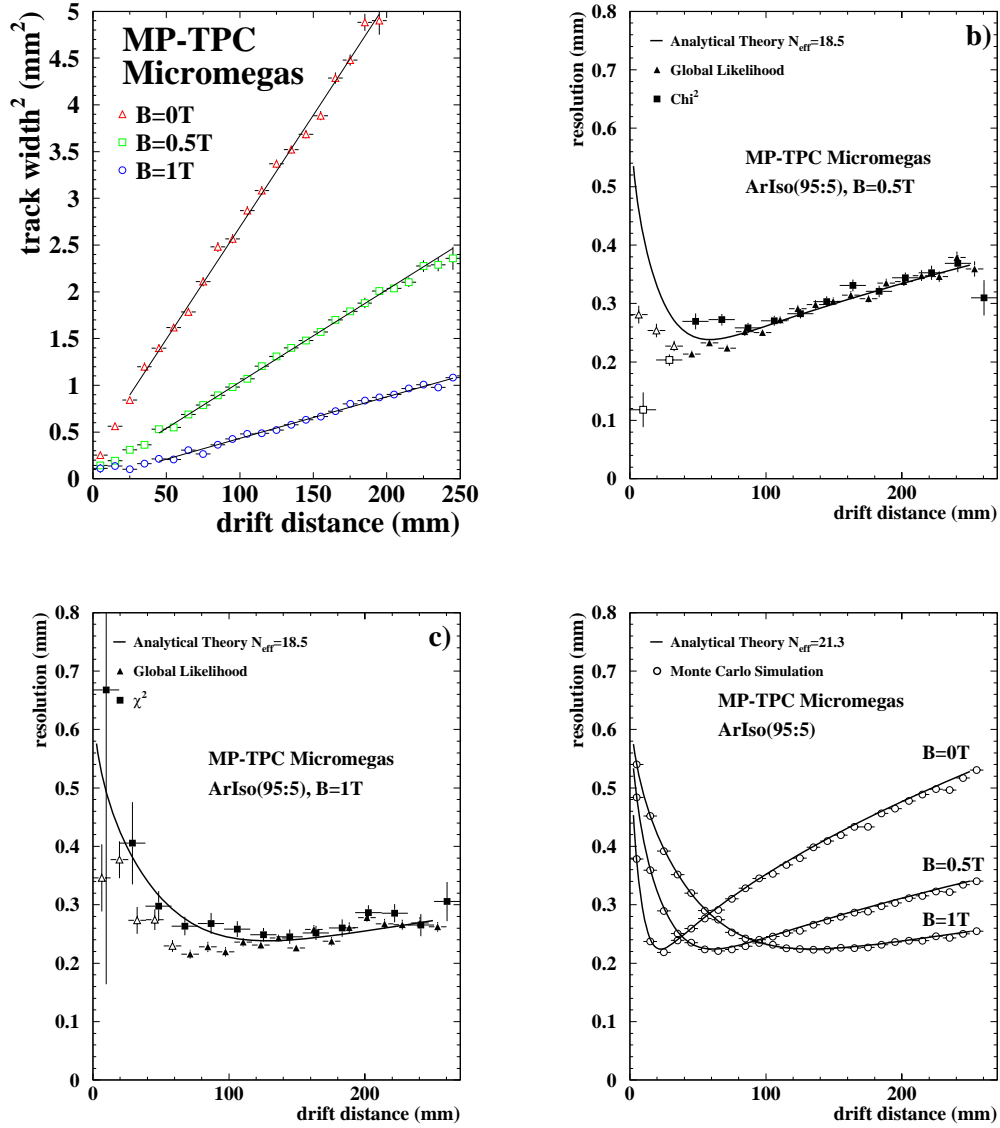 MP-TPC
Micromegas
B=0T
B=0.5T
B=1T
track width² (mm²)
5
4.5
4
3.5
3
2.5
2
1.5
1
0.5
0
0 50 100 150 200 250
drift distance (mm)
b)
Analytical Theory Neff=18.5
Global Likelihood
Chi²
MP-TPC Micromegas
ArIso(95:5), B=0.5T
resolution (mm)
0.8
0.7
0.6
0.5
0.4
0.3
0.2
0.1
0
0 100 200
drift distance (mm)
c)
Analytical Theory Neff=18.5
Global Likelihood
χ²
MP-TPC Micromegas
ArIso(95:5), B=1T
resolution (mm)
0.8
0.7
0.6
0.5
0.4
0.3
0.2
0.1
0
0 100 200
drift distance (mm)
Analytical Theory Neff=21.3
Monte Carlo Simulation
MP-TPC Micromegas
ArIso(95:5)
B=0T
B=0.5T
B=1T
resolution (mm)
0.8
0.7
0.6
0.5
0.4
0.3
0.2
0.1
0
0 100 200
drift distance (mm)